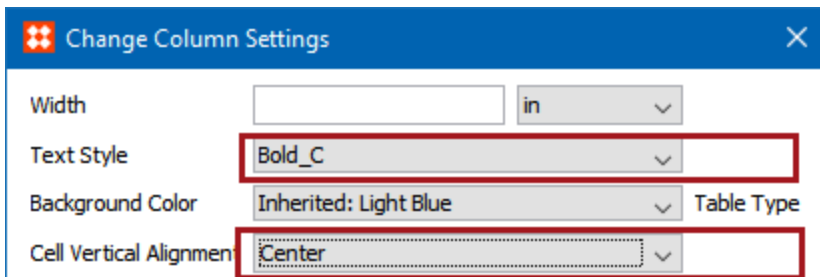 Change Column Settings
Width in
Text Style Bold_C
Background Color Inherited: Light Blue Table Type
Cell Vertical Alignment Center